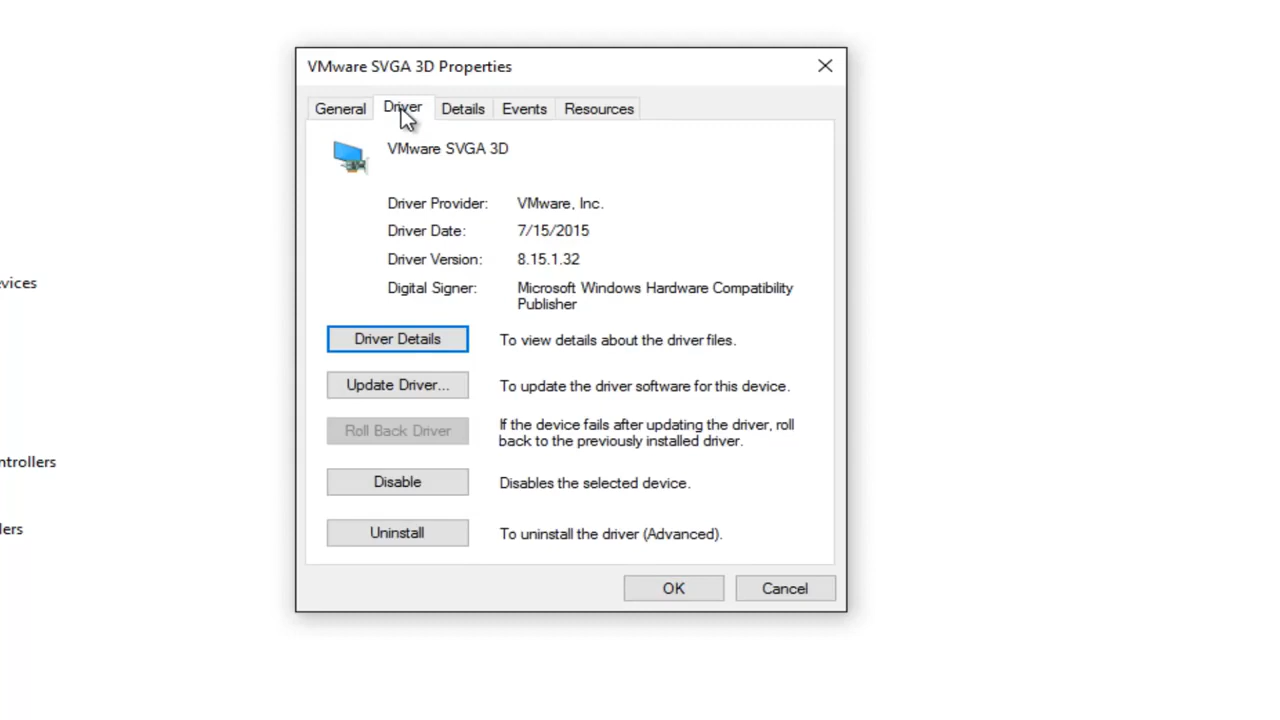 VMware SVGA 3D Properties
General Driver Details Events Resources
VMware SVGA 3D
Driver Provider: VMware, Inc.
Driver Date: 7/15/2015
Driver Version: 8.15.1.32
Digital Signer: Microsoft Windows Hardware Compatibility
Publisher
Driver Details To view details about the driver files.
Update Driver... To update the driver software for this device.
Roll Back Driver If the device fails after updating the driver, roll
back to the previously installed driver.
Disable Disables the selected device.
Uninstall To uninstall the driver (Advanced).
OK Cancel
evices
ntrollers
lers